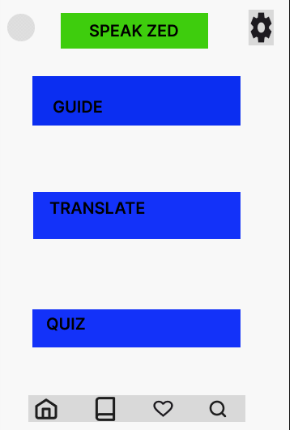 SPEAK ZED
GUIDE
TRANSLATE
QUIZ